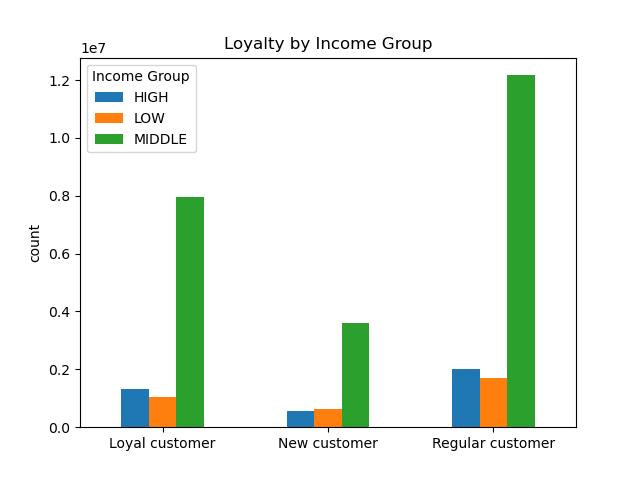 Loyalty by Income Group
1e7
Income Group
HIGH
LOW
MIDDLE
1.2
1.0
0.8
0.6
0.4
0.2
0.0
count
Loyal customer
New customer
Regular customer